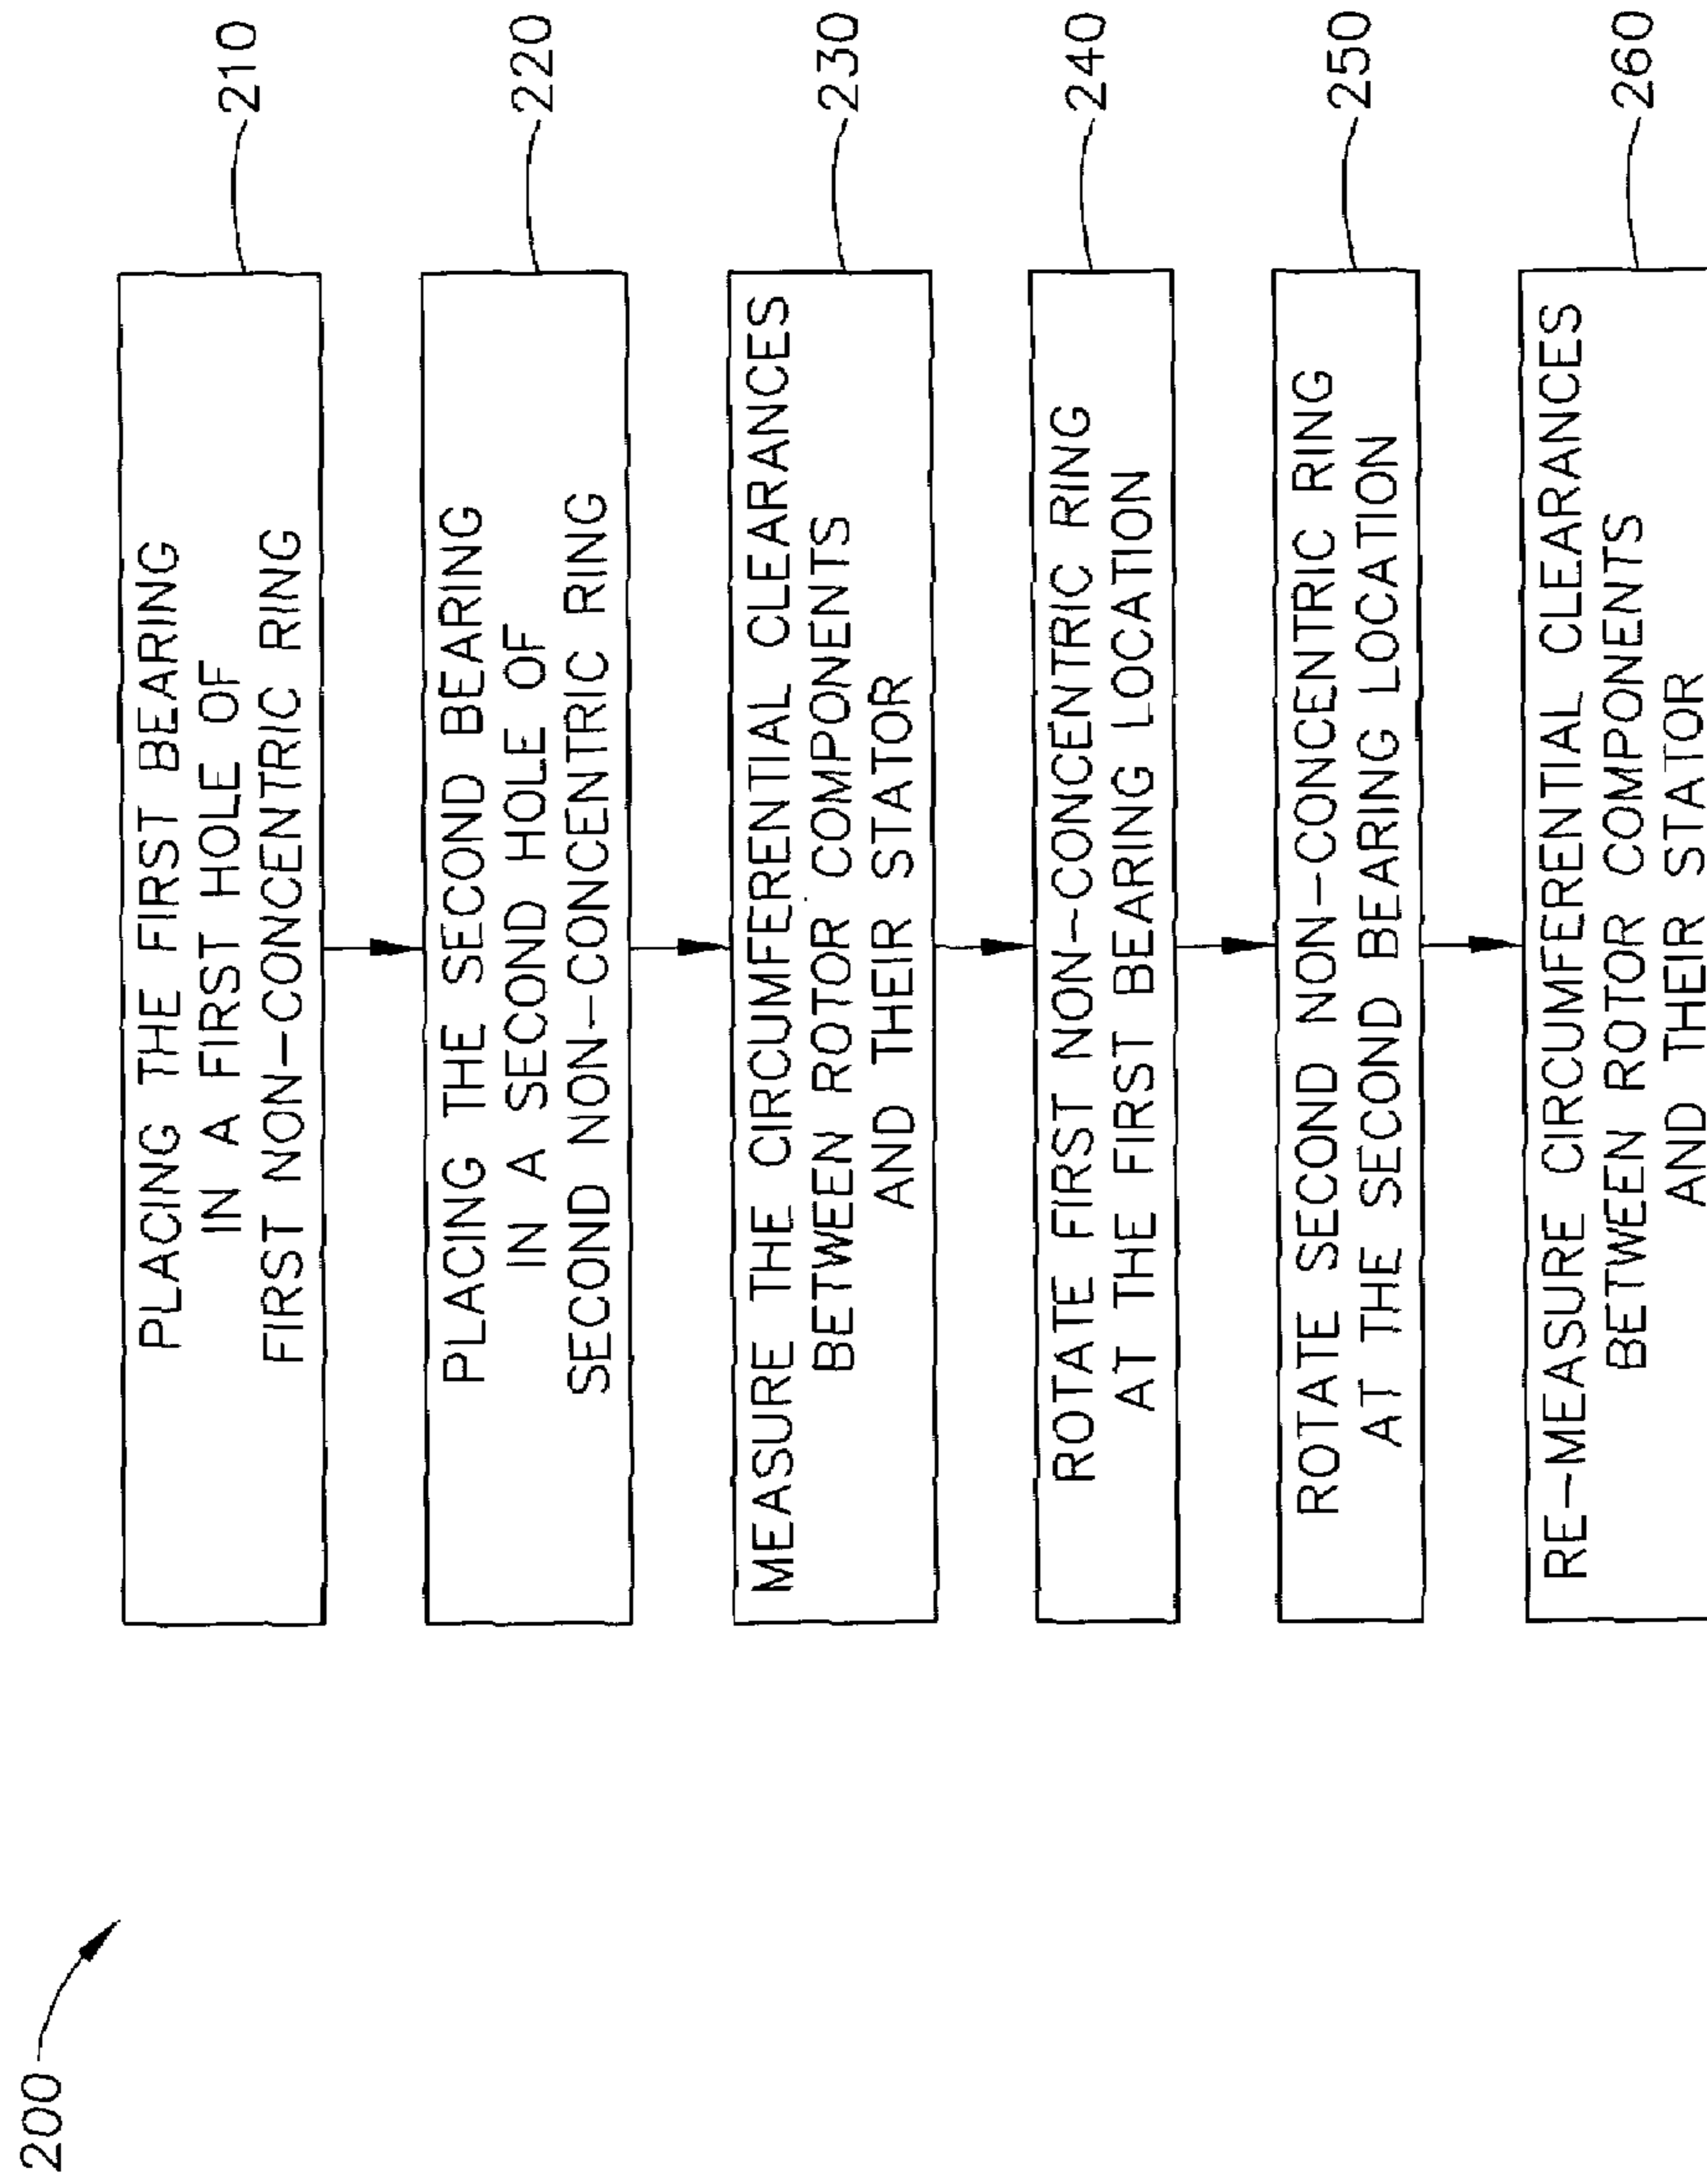 200
PLACING THE FIRST BEARING
IN A FIRST HOLE OF
FIRST NON-CONCENTRIC RING
210
PLACING THE SECOND BEARING
IN A SECOND HOLE OF
SECOND NON-CONCENTRIC RING
220
MEASURE THE CIRCUMFERENTIAL CLEARANCES
BETWEEN ROTOR COMPONENTS
AND THEIR STATOR
230
ROTATE FIRST NON-CONCENTRIC RING
AT THE FIRST BEARING LOCATION
240
ROTATE SECOND NON-CONCENTRIC RING
AT THE SECOND BEARING LOCATION
250
RE-MEASURE CIRCUMFERENTIAL CLEARANCES
BETWEEN ROTOR COMPONENTS
AND THEIR STATOR
260